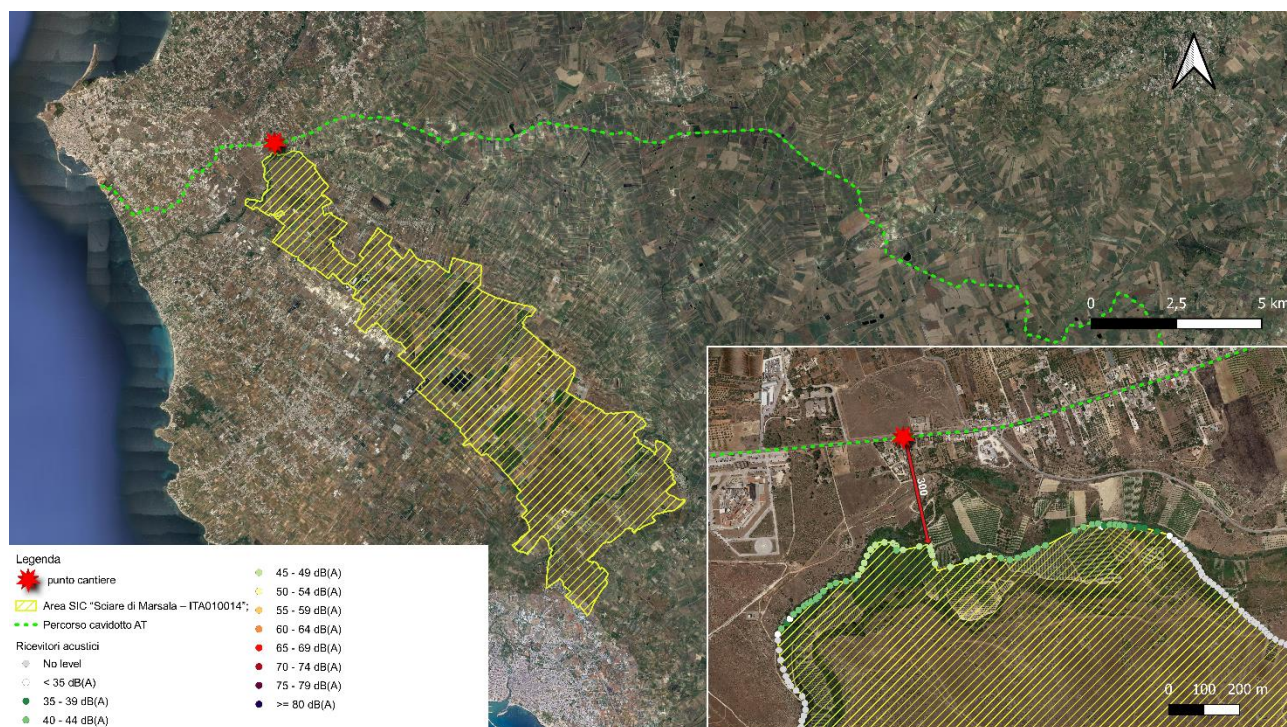 0 2,5 5 km
300
0 100 200 m
Legenda
punto cantiere
Area SIC "Sciare di Marsala – ITA010014";
Percorso cavidotto AT
Ricevitori acustici
No level
< 35 dB(A)
35 - 39 dB(A)
40 - 44 dB(A)
45 - 49 dB(A)
50 - 54 dB(A)
55 - 59 dB(A)
60 - 64 dB(A)
65 - 69 dB(A)
70 - 74 dB(A)
75 - 79 dB(A)
>= 80 dB(A)